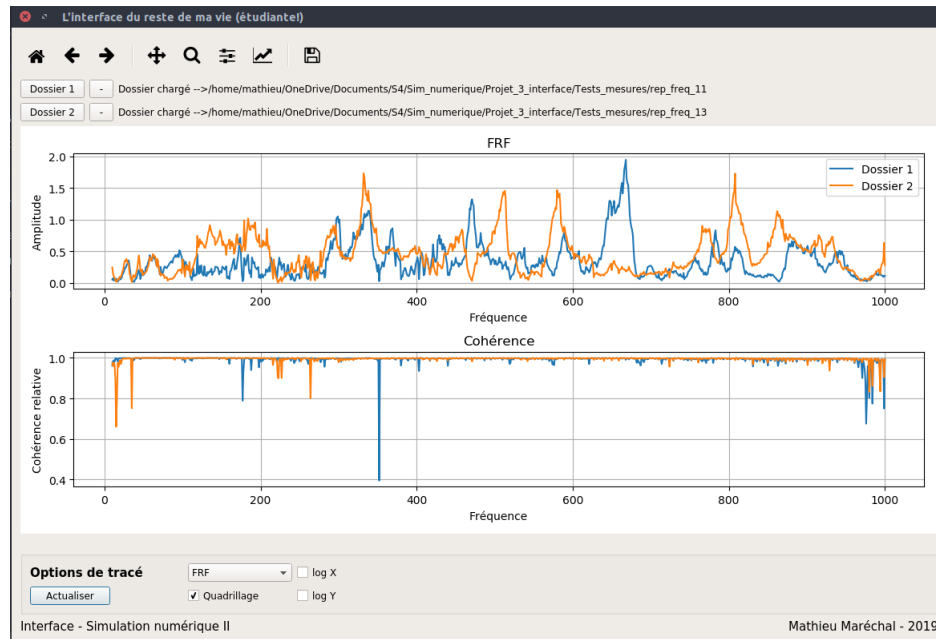 L'interface du reste de ma vie (étudiante!)
Dossier 1 - Dossier chargé -->/home/mathieu/OneDrive/Documents/S4/Sim_numerique/Projet_3_interface/Tests_mesures/rep_freq_11
Dossier 2 - Dossier chargé -->/home/mathieu/OneDrive/Documents/S4/Sim_numerique/Projet_3_interface/Tests_mesures/rep_freq_13
FRF
Amplitude
2.0
1.5
1.0
0.5
0.0
Dossier 1
Dossier 2
0 200 400 600 800 1000
Fréquence
Cohérence
Cohérence relative
1.0
0.8
0.6
0.4
0 200 400 600 800 1000
Fréquence
Options de tracé FRF log X
Actualiser Quadrillage log Y
Interface - Simulation numérique II Mathieu Maréchal - 2019